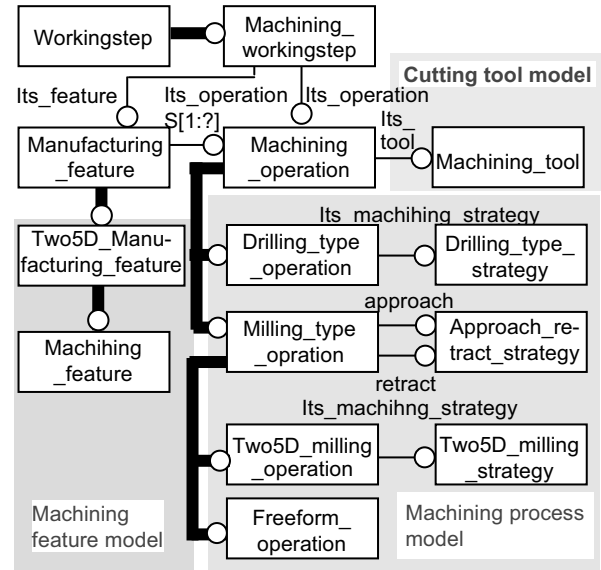 Workingstep
Machining_
workingstep
Cutting tool model
Its_feature
Its_operation
S[1:?]
Its_operation
Its_
tool
Manufacturing
_feature
Machining
_operation
Machining_tool
Its_machihing_strategy
Two5D_Manu-
facturing_feature
Drilling_type
_operation
Drilling_type_
strategy
approach
Machihing
_feature
Milling_type
_opration
Approach_re-
tract_strategy
retract
Its_machihng_strategy
Two5D_milling
_operation
Two5D_milling
_strategy
Freeform_
operation
Machining
feature model
Machining process
model